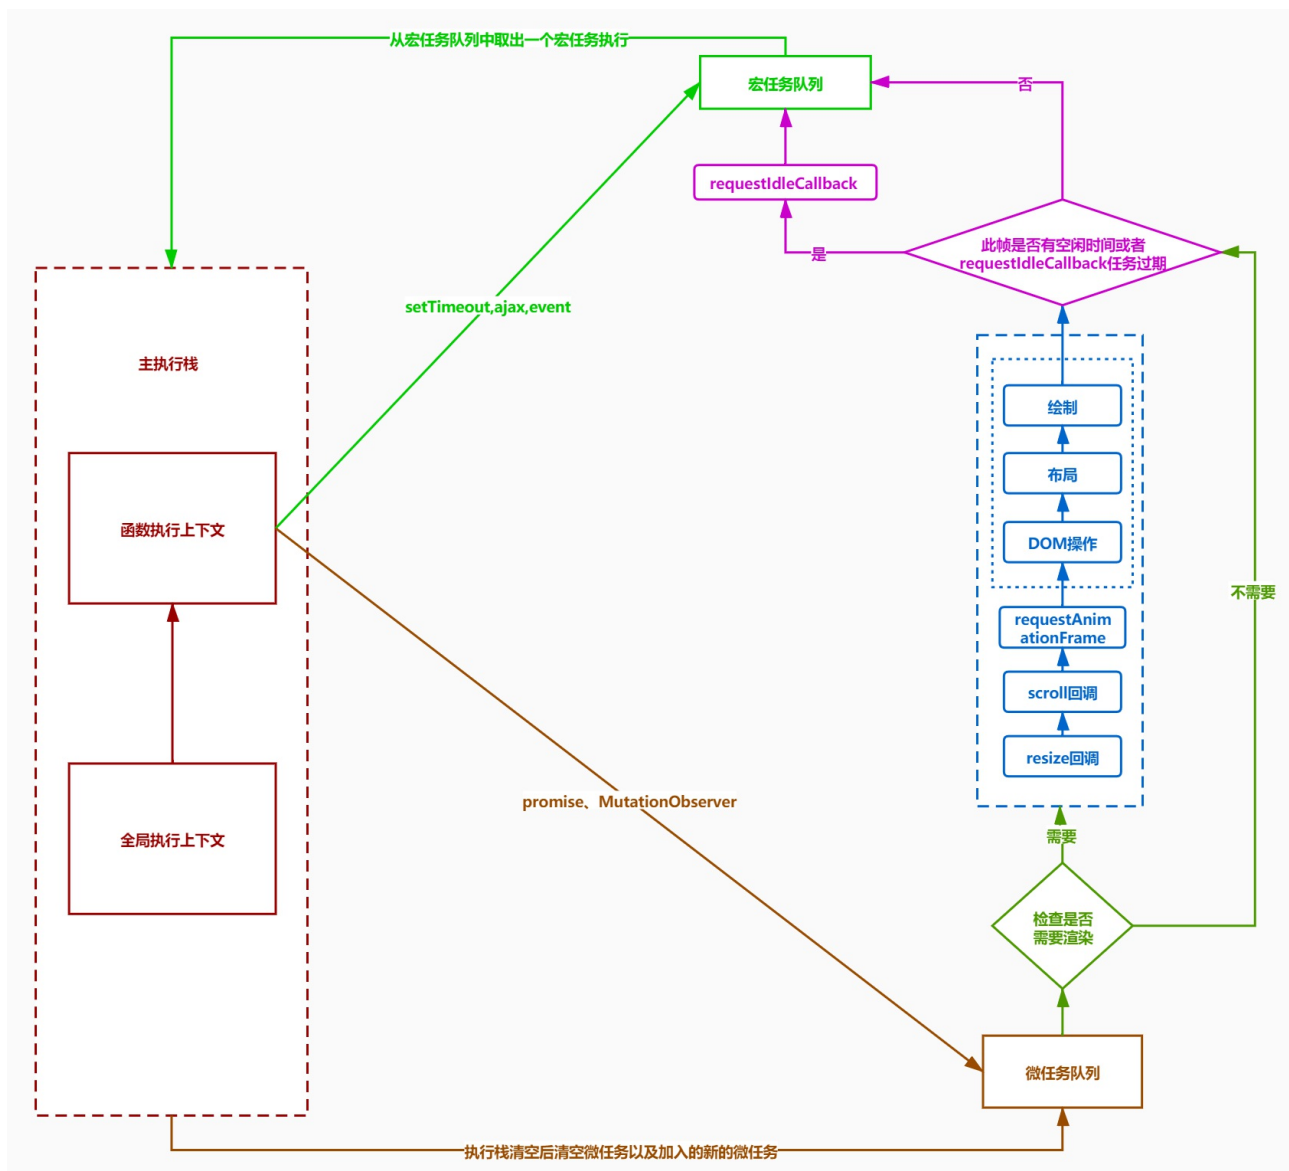 从宏任务队列中取出一个宏任务执行
宏任务队列
否
requestIdleCallback
此帧是否有空闲时间或者
requestIdleCallback任务过期
是
setTimeout,ajax,event
主执行栈
绘制
布局
函数执行上下文
DOM操作
不需要
requestAnim
ationFrame
scroll回调
resize回调
promise、MutationObserver
需要
全局执行上下文
检查是否
需要渲染
微任务队列
执行栈清空后清空微任务以及加入的新的微任务